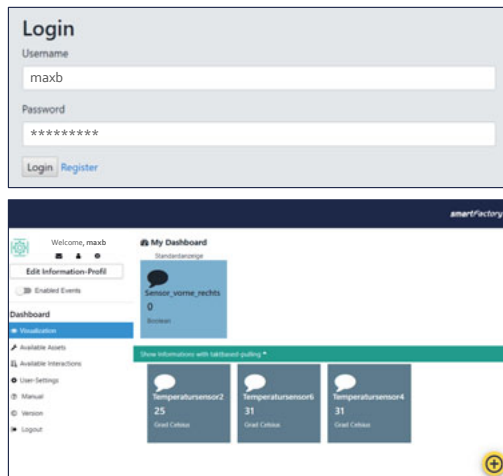 Login
Username
maxb
Password
*********
Login Register
smartFactory
Welcome, maxb
Edit Information-Profil
Enabled Events
Dashboard
Visualization
Available Assets
Available Interactions
User-Settings
Manual
Version
Logout
My Dashboard
Standardanzeige
Sensor_vorne_rechts
0
Boolean
Show informations with taktbased-pulling
Temperatursensor2
25
Grad Celsius
Temperatursensor6
31
Grad Celsius
Temperatursensor4
31
Grad Celsius